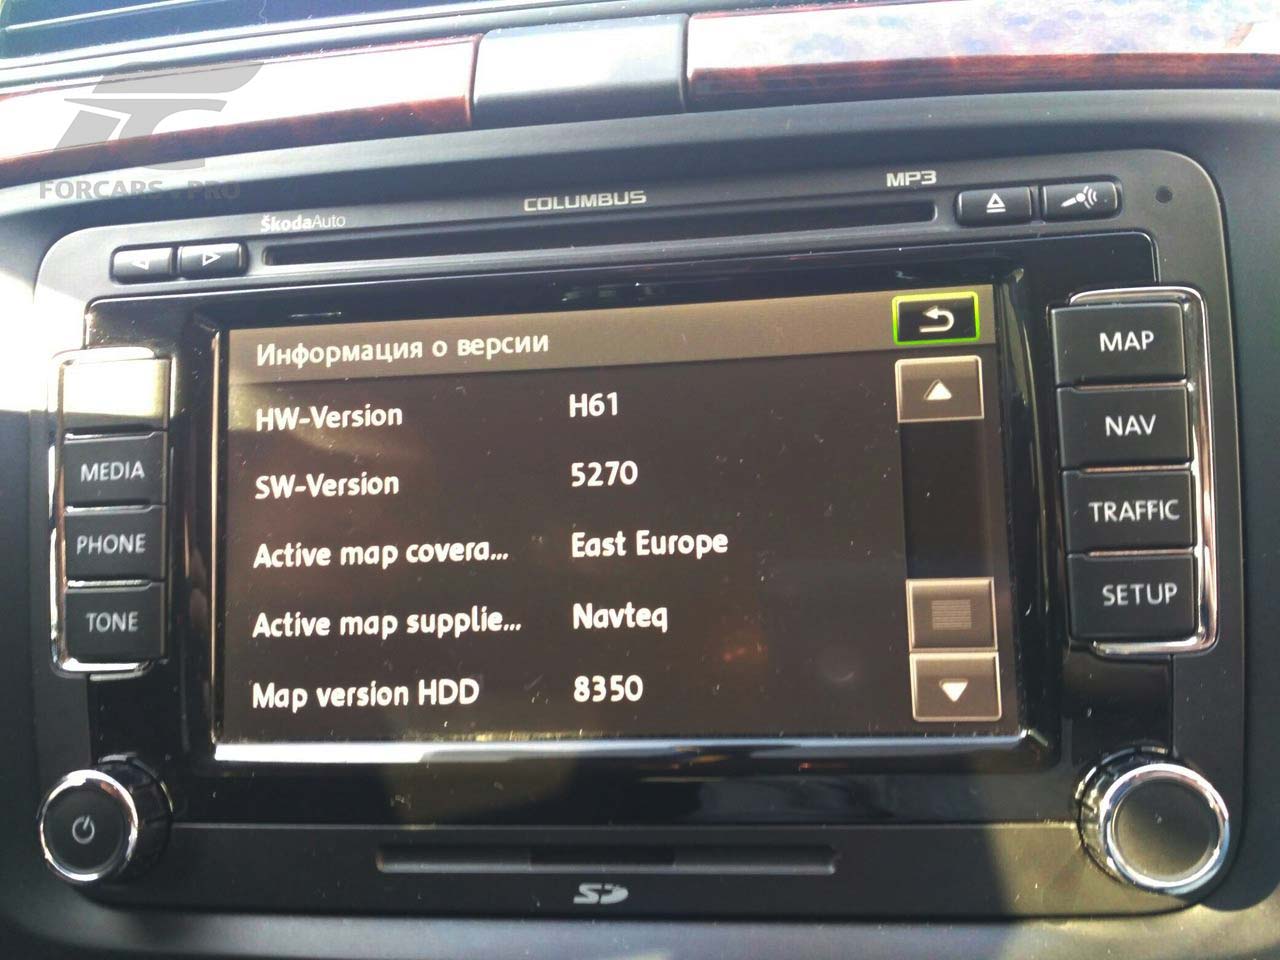 FORCARS.PRO
COLUMBUS
MP3
ŠkodaAuto
Информация о версии
HW-Version H61
SW-Version 5270
Active map covera... East Europe
Active map supplie... Navteq
Map version HDD 8350
MEDIA
PHONE
TONE
MAP
NAV
TRAFFIC
SETUP
SD